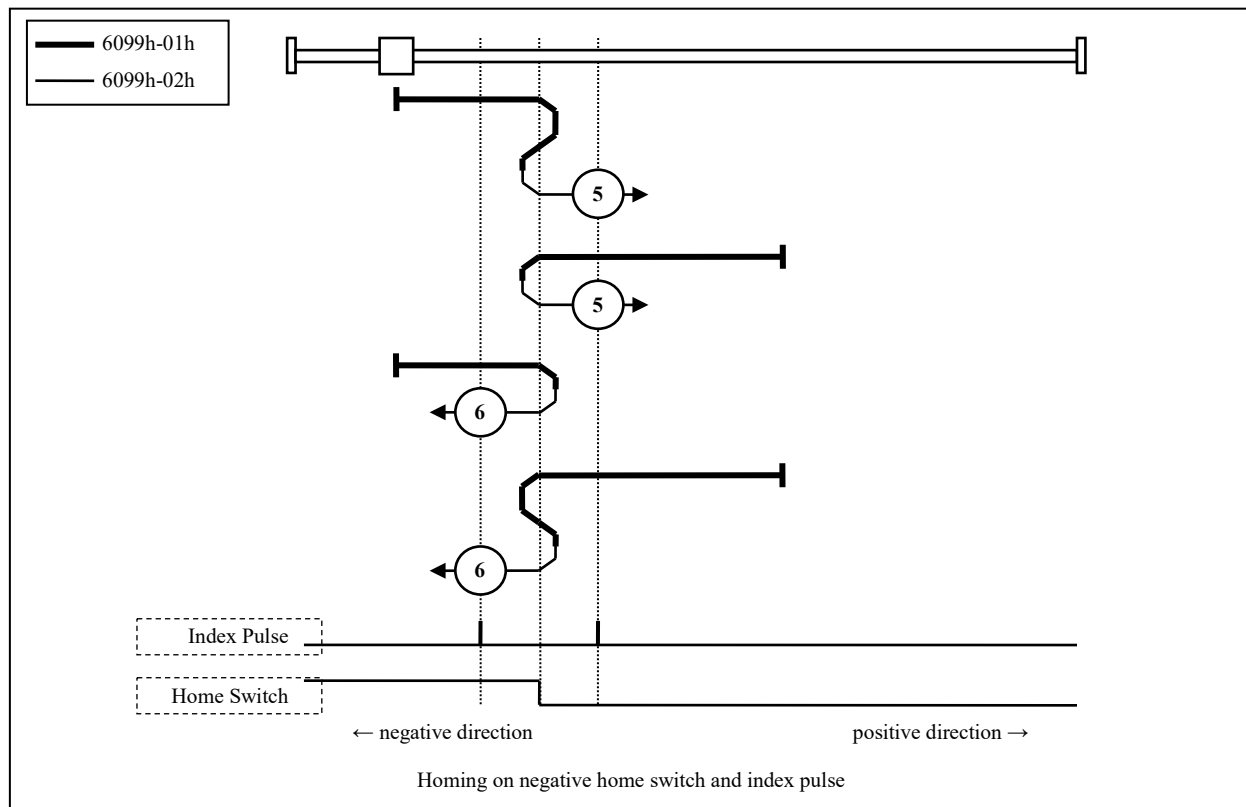 6099h-01h
6099h-02h
5
5
6
6
Index Pulse
Home Switch
← negative direction
positive direction →
Homing on negative home switch and index pulse